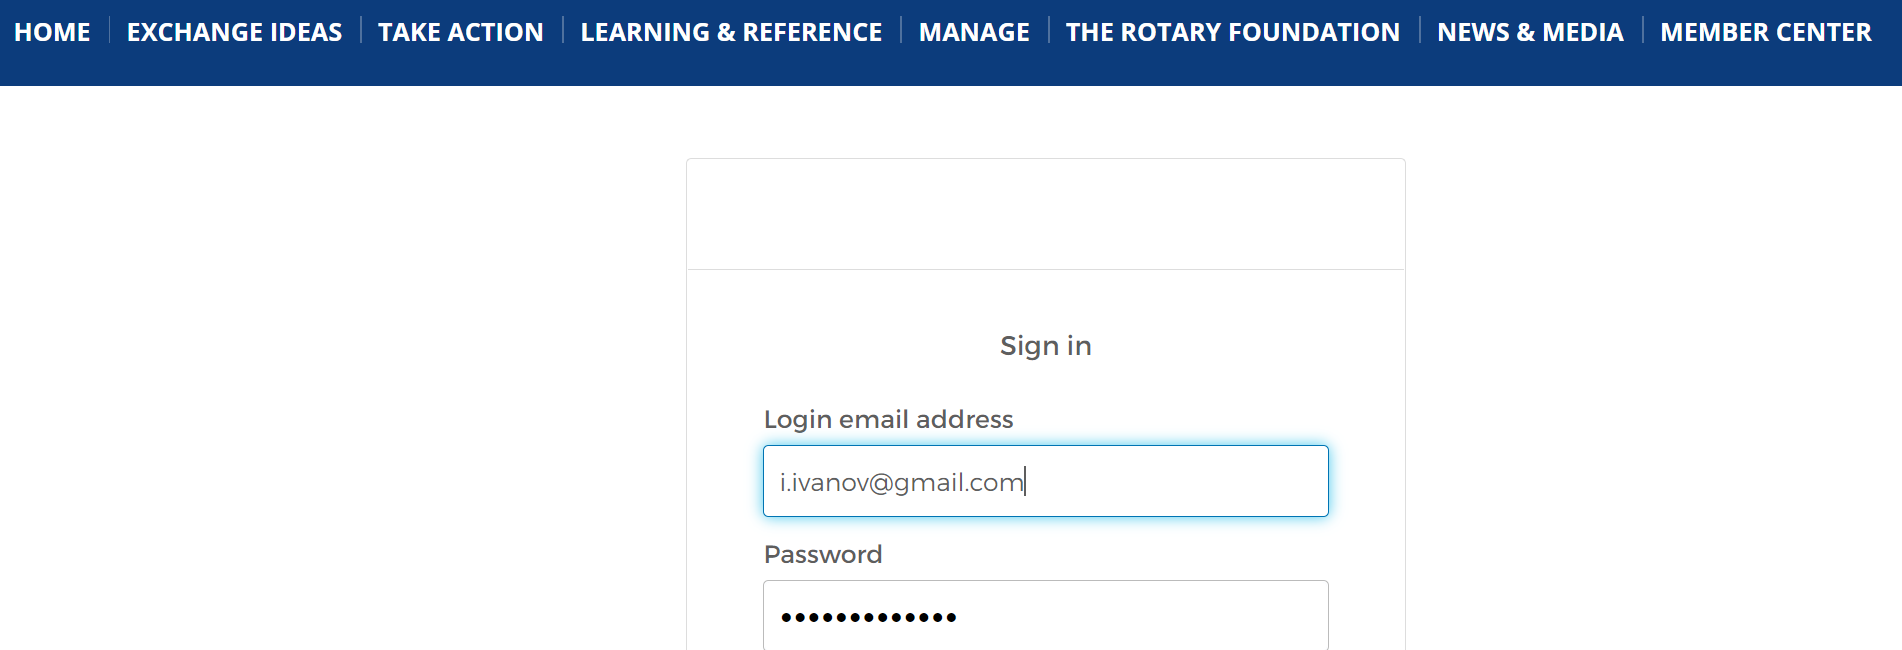 HOME EXCHANGE IDEAS TAKE ACTION LEARNING & REFERENCE MANAGE THE ROTARY FOUNDATION NEWS & MEDIA MEMBER CENTER
Sign in
Login email address
i.ivanov@gmail.com
Password
•••••••••••••